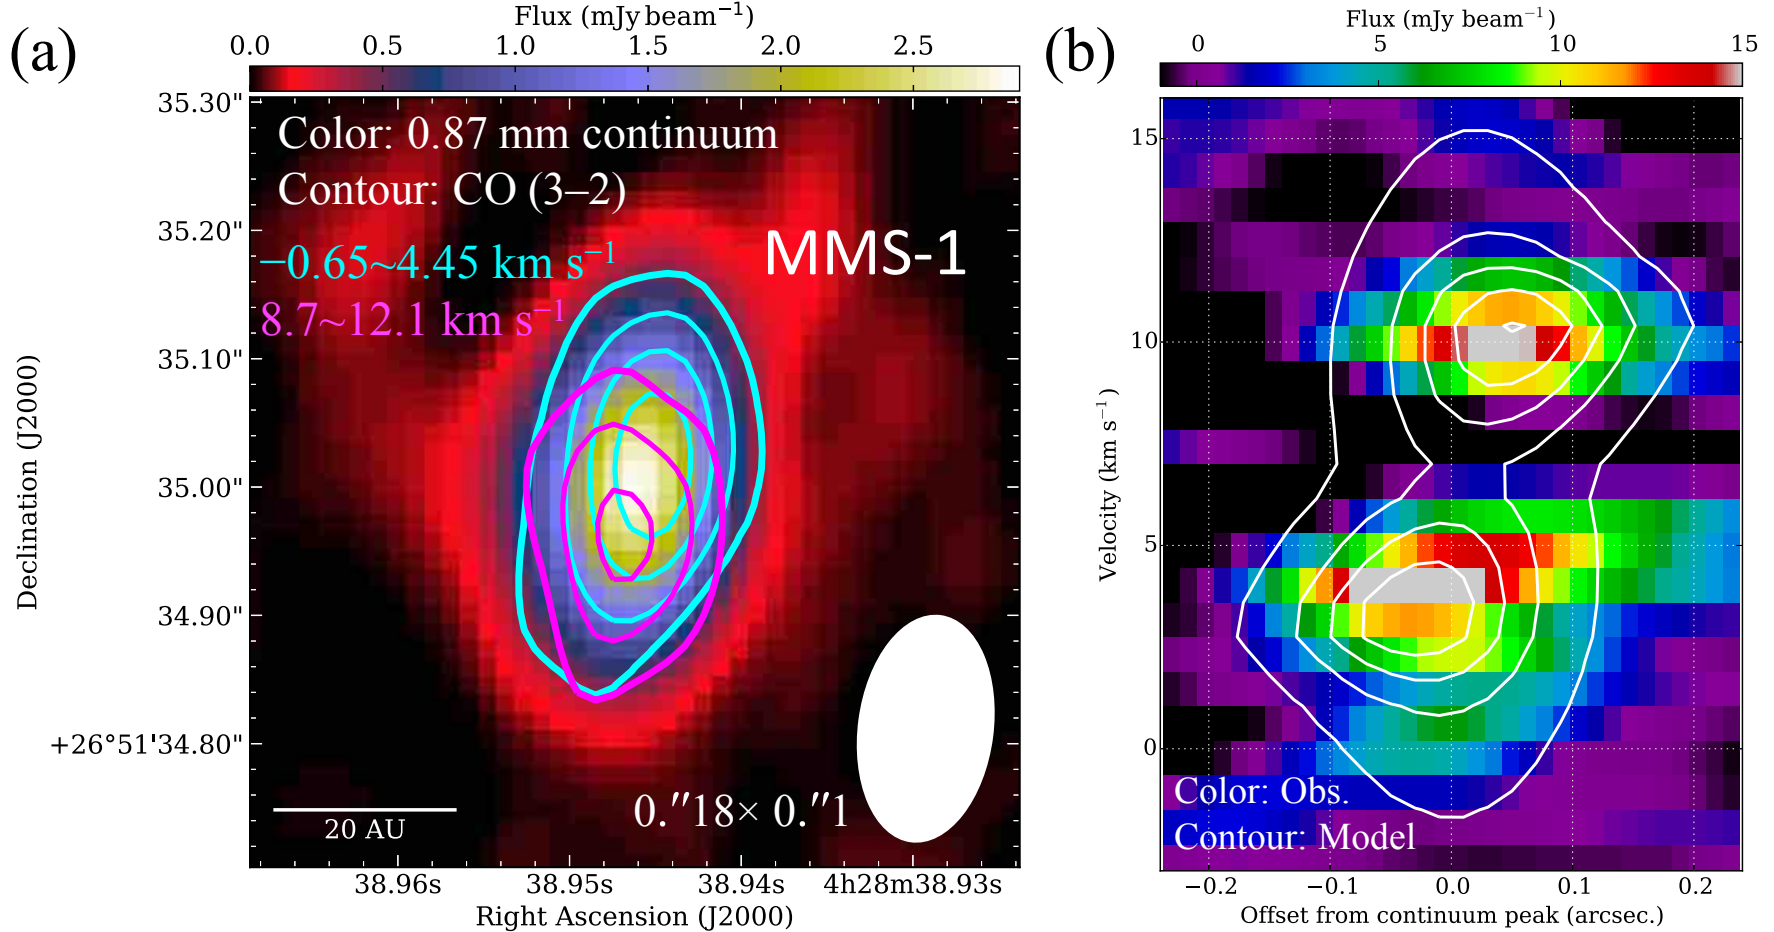 (a)
Flux (mJy beam⁻¹)
0.0 0.5 1.0 1.5 2.0 2.5
35.30"
35.20"
35.10"
35.00"
34.90"
+26°51'34.80"
Declination (J2000)
Color: 0.87 mm continuum
Contour: CO (3–2)
−0.65~4.45 km s⁻¹
8.7~12.1 km s⁻¹
MMS-1
20 AU
0.″18× 0.″1
38.96s 38.95s 38.94s 4h28m38.93s
Right Ascension (J2000)
(b)
Flux (mJy beam⁻¹)
0 5 10 15
15
10
5
0
Velocity (km s⁻¹)
Color: Obs.
Contour: Model
−0.2 −0.1 0.0 0.1 0.2
Offset from continuum peak (arcsec.)